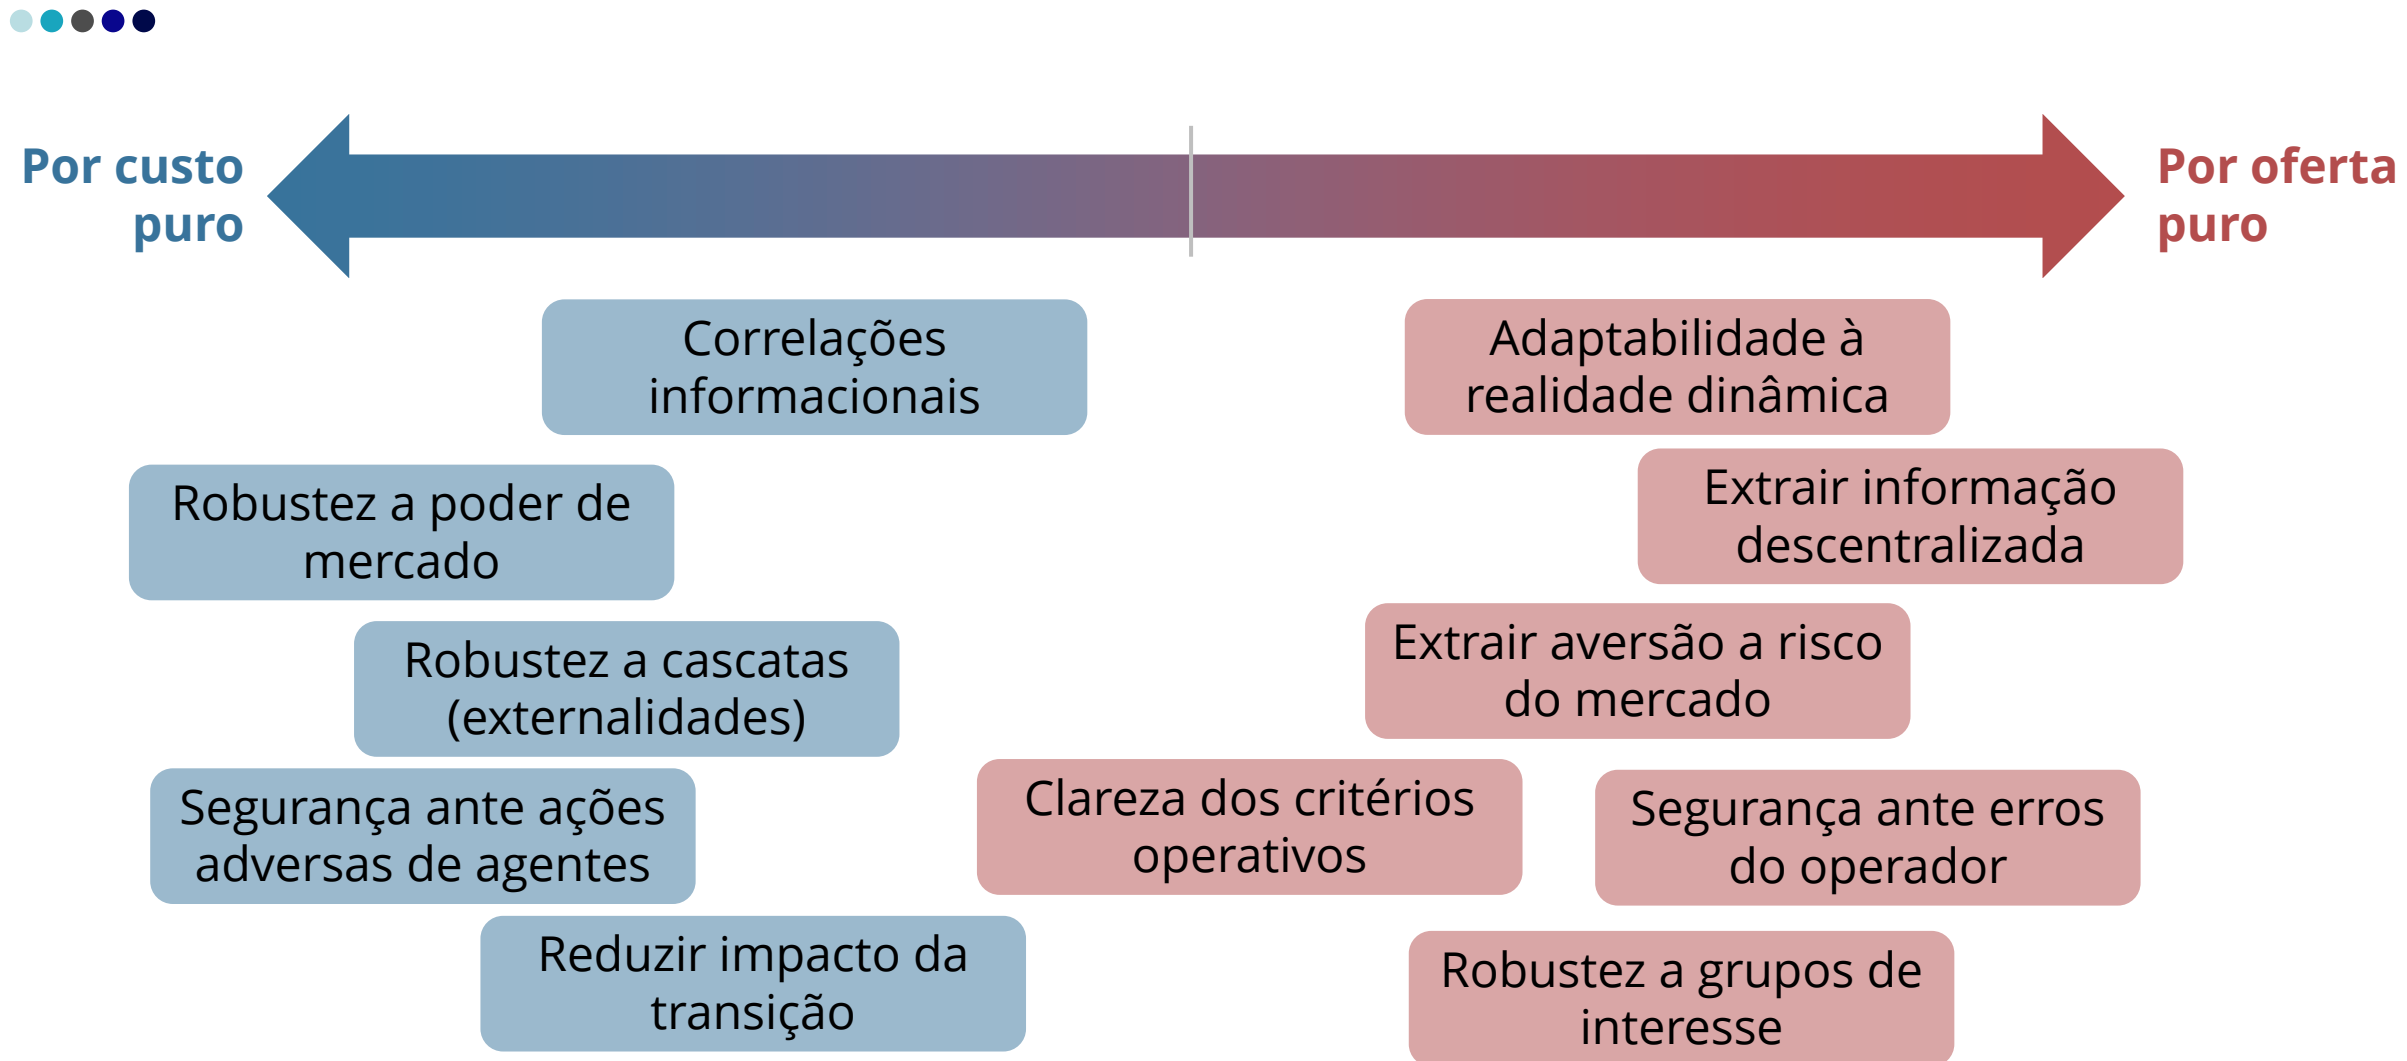 Por custo
puro
Por oferta
puro
Correlações
informacionais
Adaptabilidade à
realidade dinâmica
Robustez a poder de
mercado
Extrair informação
descentralizada
Robustez a cascatas
(externalidades)
Extrair aversão a risco
do mercado
Segurança ante ações
adversas de agentes
Clareza dos critérios
operativos
Segurança ante erros
do operador
Reduzir impacto da
transição
Robustez a grupos de
interesse